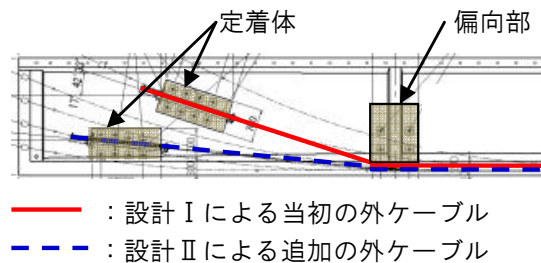 定着体
偏向部
：設計Ⅰによる当初の外ケーブル
：設計Ⅱによる追加の外ケーブル